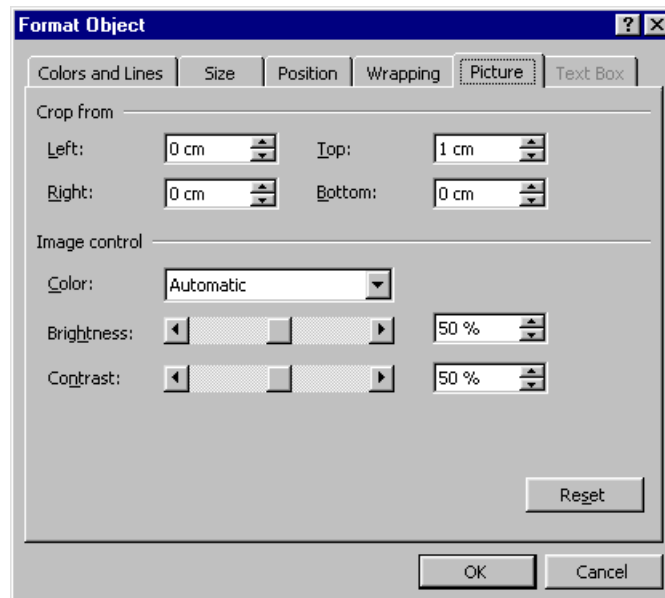 Format Object ? X
Colors and Lines Size Position Wrapping Picture Text Box
Crop from
Left: 0 cm Top: 1 cm
Right: 0 cm Bottom: 0 cm
Image control
Color: Automatic
Brightness: 50 %
Contrast: 50 %
Reset
OK Cancel